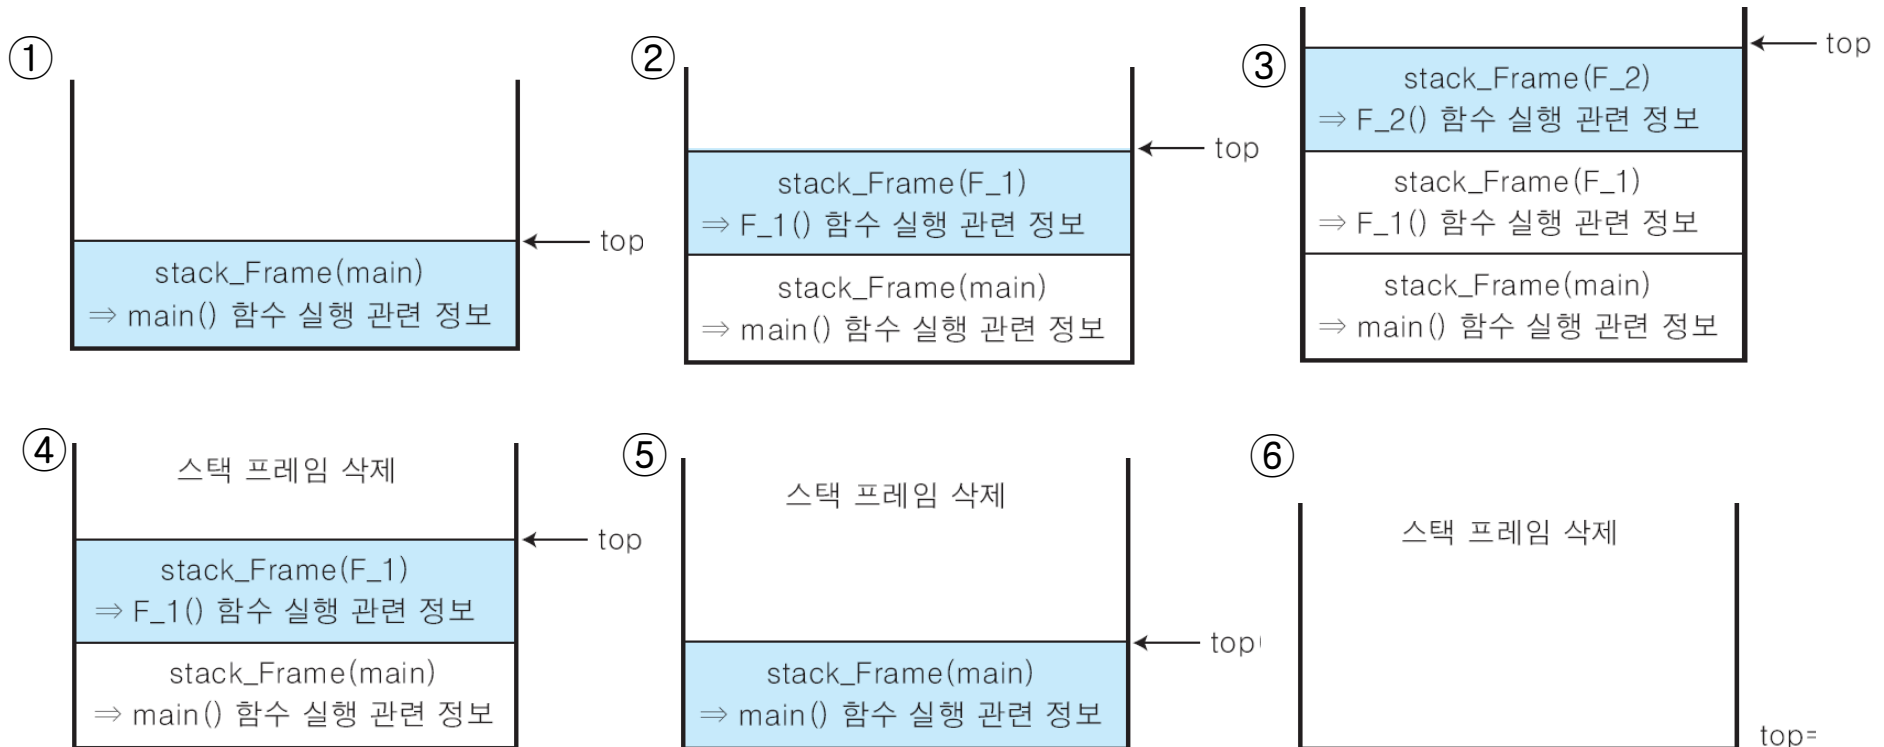 ①
top
stack_Frame(main)
⇒ main() 함수 실행 관련 정보
②
top
stack_Frame(F_1)
⇒ F_1() 함수 실행 관련 정보
stack_Frame(main)
⇒ main() 함수 실행 관련 정보
③
top
stack_Frame(F_2)
⇒ F_2() 함수 실행 관련 정보
stack_Frame(F_1)
⇒ F_1() 함수 실행 관련 정보
stack_Frame(main)
⇒ main() 함수 실행 관련 정보
④
스택 프레임 삭제
top
stack_Frame(F_1)
⇒ F_1() 함수 실행 관련 정보
stack_Frame(main)
⇒ main() 함수 실행 관련 정보
⑤
스택 프레임 삭제
top
stack_Frame(main)
⇒ main() 함수 실행 관련 정보
⑥
스택 프레임 삭제
top=